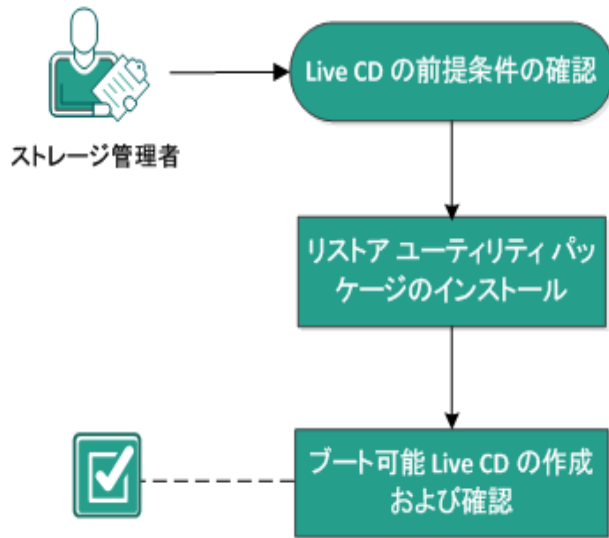 Live CD の前提条件の確認
ストレージ管理者
リストア ユーティリティ パッ
ケージのインストール
ブート可能 Live CD の作成
および確認